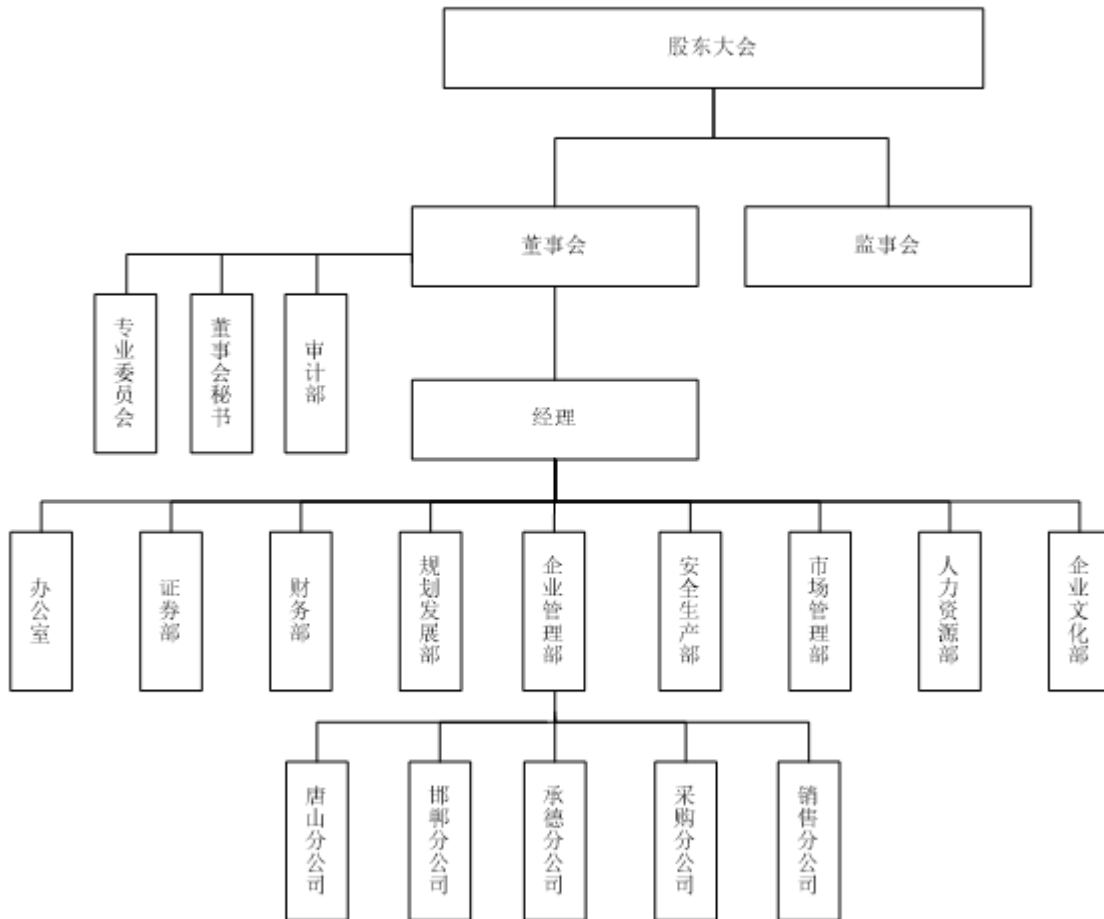 股东大会
董事会
监事会
专业委员会
董事会秘书
审计部
经理
办公室
证券部
财务部
规划发展部
企业管理部
安全生产部
市场管理部
人力资源部
企业文化部
唐山分公司
邯郸分公司
承德分公司
采购分公司
销售分公司